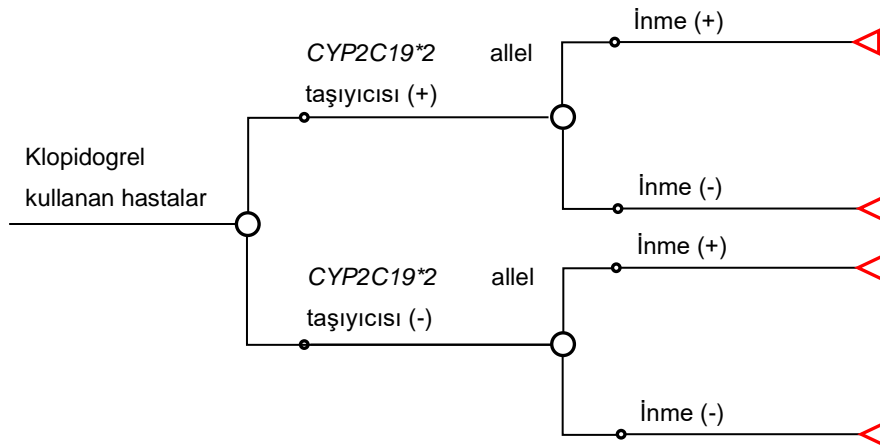 İnme (+)
CYP2C19*2 allel
taşıyıcısı (+)
Klopidogrel
kullanan hastalar
İnme (-)
İnme (+)
CYP2C19*2 allel
taşıyıcısı (-)
İnme (-)